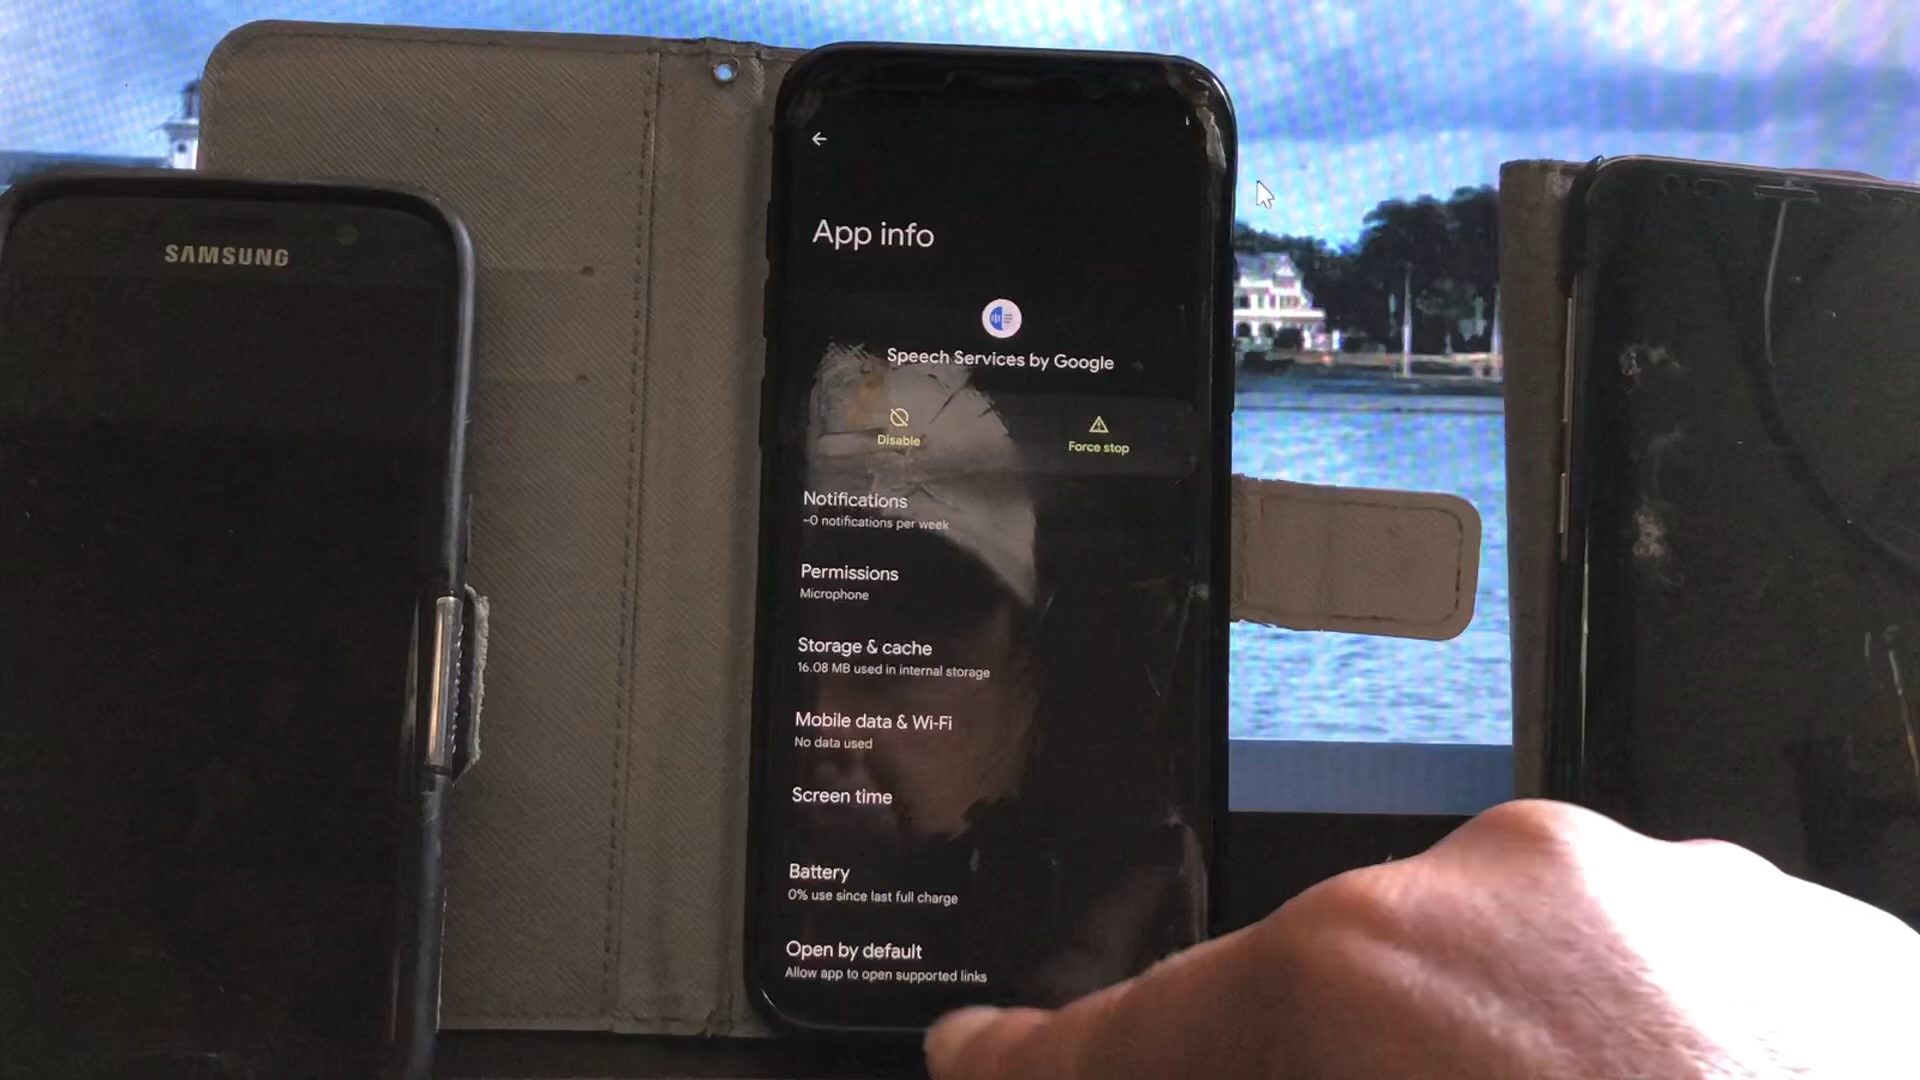 SAMSUNG
App info
Speech Services by Google
Disable
Force stop
Notifications
~0 notifications per week
Permissions
Microphone
Storage & cache
16.08 MB used in internal storage
Mobile data & Wi-Fi
No data used
Screen time
Battery
0% use since last full charge
Open by default
Allow app to open supported links